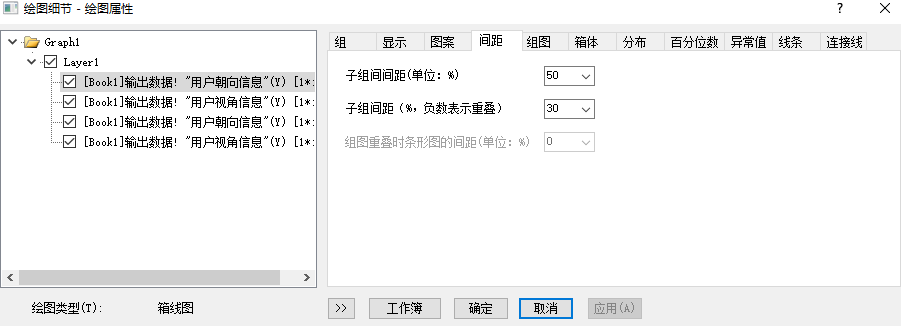 绘图细节 - 绘图属性
?
Graph1
Layer1
[Book1]输出数据! "用户朝向信息"(Y) [1*:
[Book1]输出数据! "用户视角信息"(Y) [1*:
[Book1]输出数据! "用户朝向信息"(Y) [1*:
[Book1]输出数据! "用户视角信息"(Y) [1*:
组 显示 图案 间距 组图 箱体 分布 百分位数 异常值 线条 连接线
子组间间距(单位: %) 50
子组间距 (%, 负数表示重叠) 30
组图重叠时条形图的间距(单位: %) 0
绘图类型(T): 箱线图
>> 工作簿 确定 取消 应用(A)